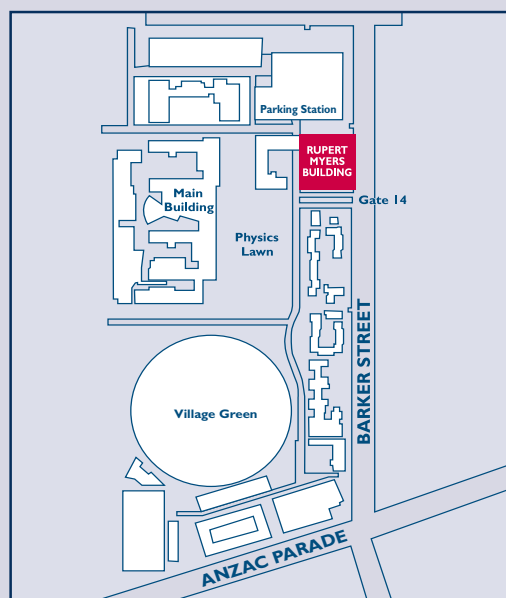 Parking Station
RUPERT
MYERS
BUILDING
Main
Building
Gate 14
Physics
Lawn
BARKER STREET
Village Green
ANZAC PARADE